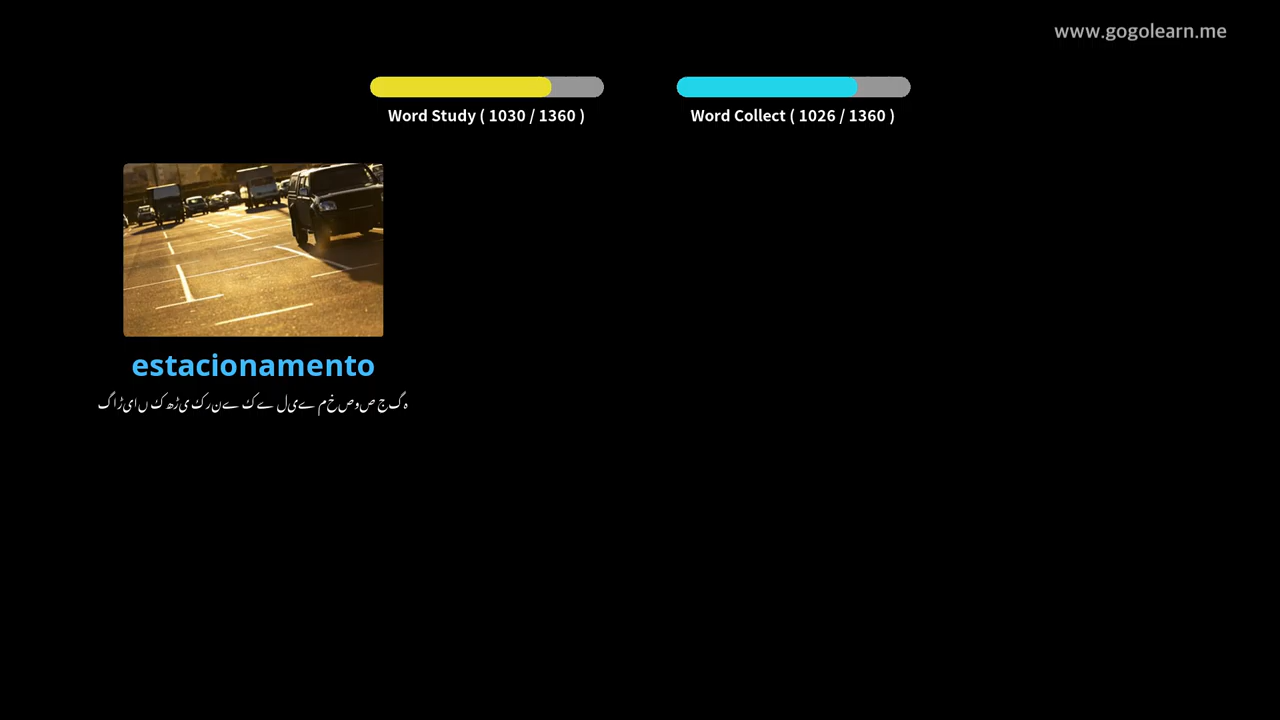 www.gogolearn.me
Word Study ( 1030 / 1360 )
Word Collect ( 1026 / 1360 )
estacionamento
گاڑیاں کھڑی کرنے کے لیے مخصوص جگہ